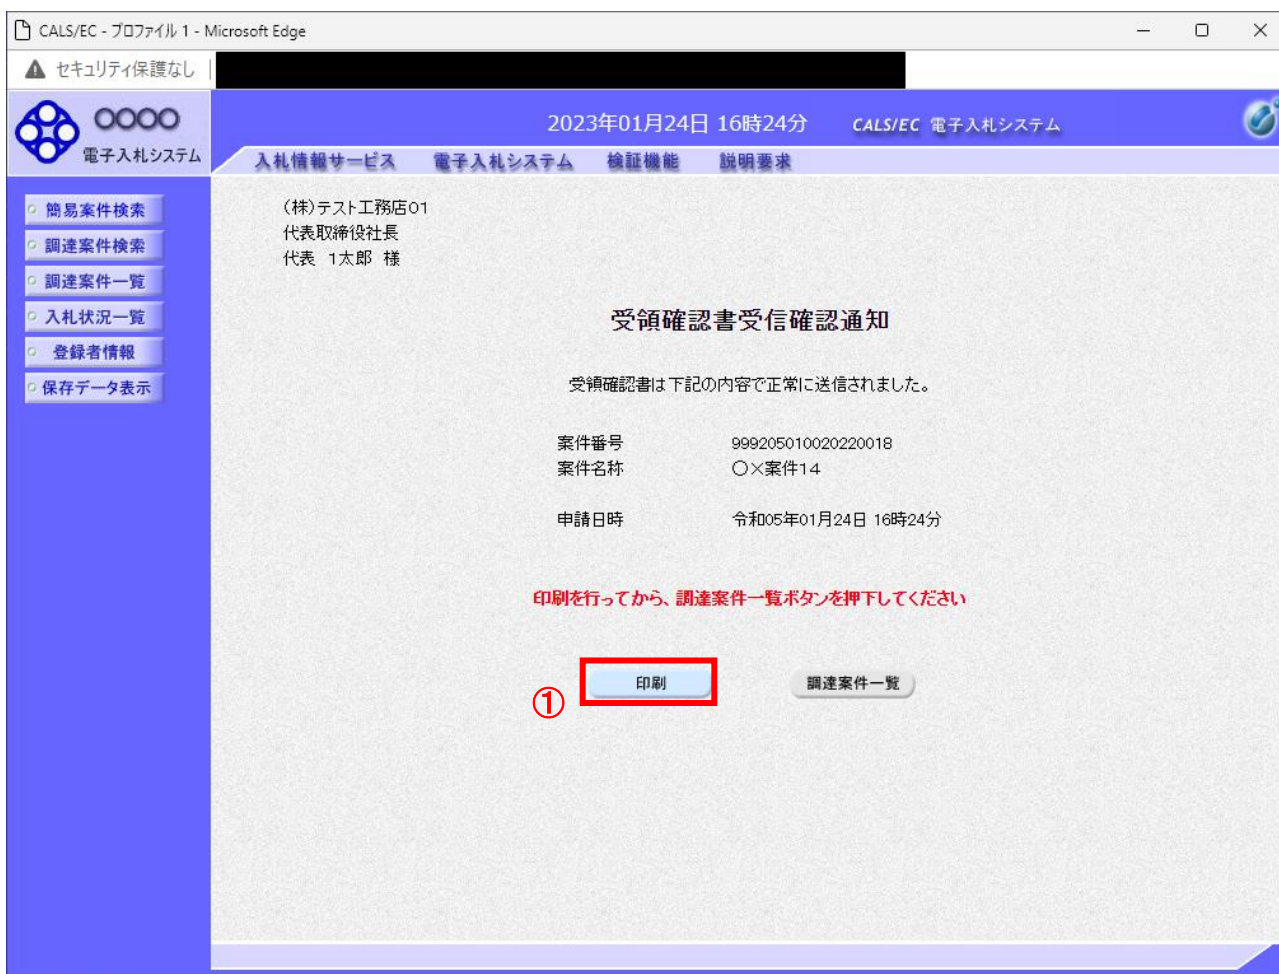 CALS/EC - プロファイル 1 - Microsoft Edge
セキュリティ保護なし
〇〇〇〇
電子入札システム
2023年01月24日 16時24分 CALS/EC 電子入札システム
入札情報サービス 電子入札システム 検証機能 説明要求
簡易案件検索
調達案件検索
調達案件一覧
入札状況一覧
登録者情報
保存データ表示
(株)テスト工務店01
代表取締役社長
代表 1太郎 様
受領確認書受信確認通知
受領確認書は下記の内容で正常に送信されました。
案件番号 999205010020220018
案件名称 〇×案件14
申請日時 令和05年01月24日 16時24分
印刷を行ってから、調達案件一覧ボタンを押下してください
① 印刷 調達案件一覧